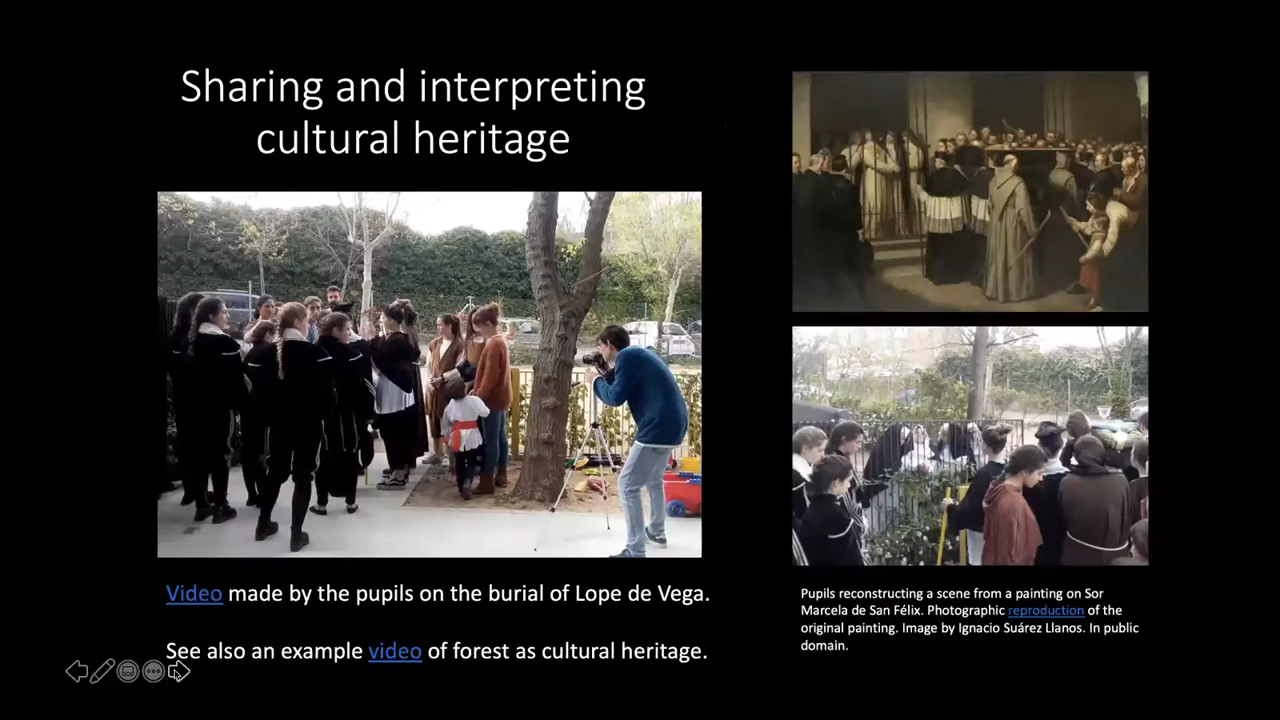 Sharing and interpreting
cultural heritage
Video made by the pupils on the burial of Lope de Vega.
See also an example video of forest as cultural heritage.
Pupils reconstructing a scene from a painting on Sor
Marcela de San Félix. Photographic reproduction of the
original painting. Image by Ignacio Suárez Llanos. In public
domain.